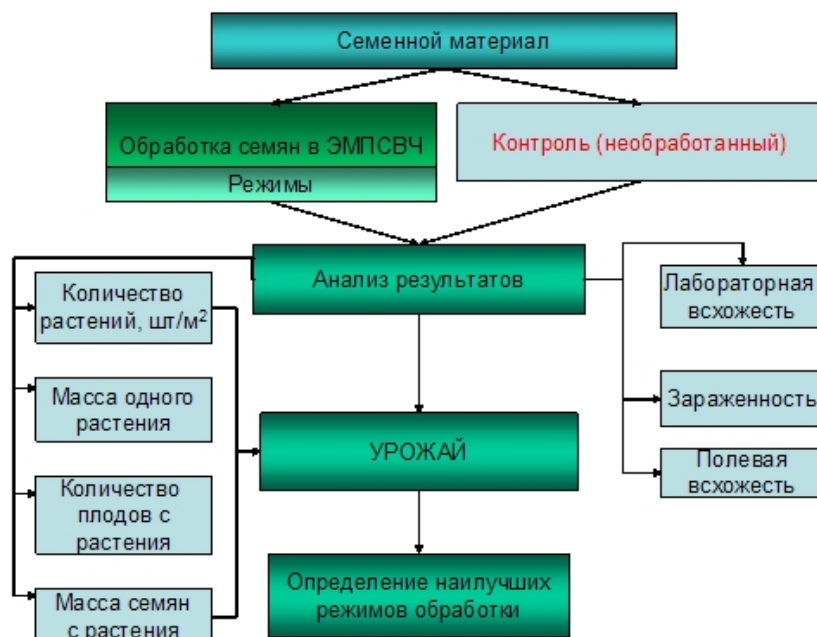 Семенной материал
Обработка семян в ЭМПСВЧ
Режимы
Контроль (необработанный)
Анализ результатов
Количество
растений, шт/м²
Масса одного
растения
Количество
плодов с
растения
Масса семян
с растения
УРОЖАЙ
Определение наилучших
режимов обработки
Лабораторная
всхожесть
Зараженность
Полевая
всхожесть